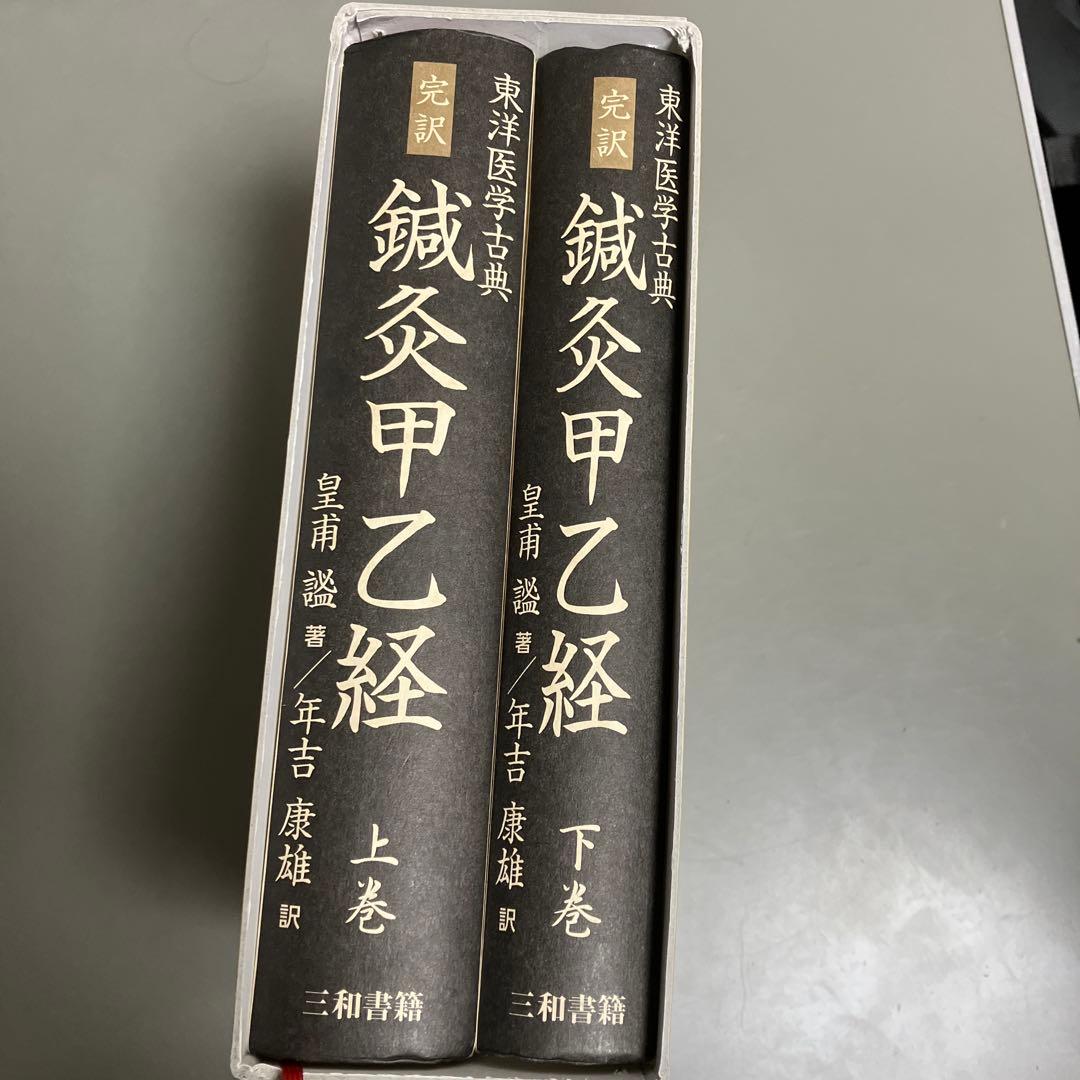 東洋医学古典
完訳
鍼灸甲乙経
上巻
皇甫 謐 著/年吉 康雄 訳
三和書籍
東洋医学古典
完訳
鍼灸甲乙経
下巻
皇甫 謐 著/年吉 康雄 訳
三和書籍